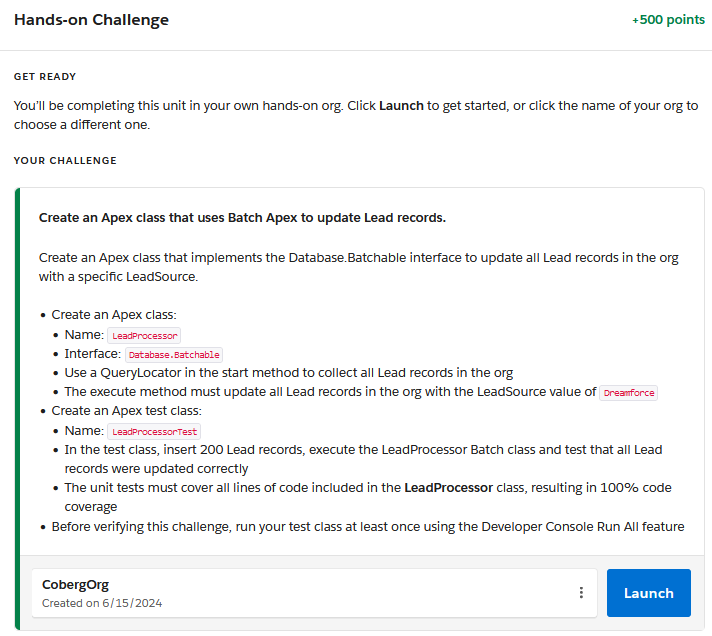 Hands-on Challenge
+500 points
GET READY
You'll be completing this unit in your own hands-on org. Click Launch to get started, or click the name of your org to
choose a different one.
YOUR CHALLENGE
Create an Apex class that uses Batch Apex to update Lead records.
Create an Apex class that implements the Database.Batchable interface to update all Lead records in the org
with a specific LeadSource.
• Create an Apex class:
• Name: LeadProcessor
• Interface: Database.Batchable
• Use a QueryLocator in the start method to collect all Lead records in the org
• The execute method must update all Lead records in the org with the LeadSource value of Dreamforce
• Create an Apex test class:
• Name: LeadProcessorTest
• In the test class, insert 200 Lead records, execute the LeadProcessor Batch class and test that all Lead
records were updated correctly
• The unit tests must cover all lines of code included in the LeadProcessor class, resulting in 100% code
coverage
• Before verifying this challenge, run your test class at least once using the Developer Console Run All feature
CobergOrg
Created on 6/15/2024
Launch